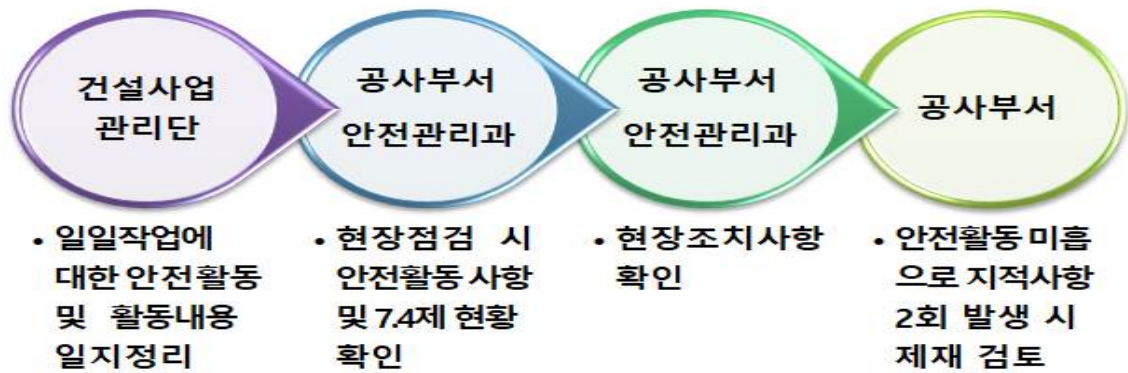 건설사업
관리단
• 일일작업에
대한 안전활동
및 활동내용
일지정리
공사부서
안전관리과
• 현장점검 시
안전활동 사항
및 7.4제 현황
확인
공사부서
안전관리과
• 현장조치사항
확인
공사부서
• 안전활동 미흡
으로 지적사항
2회 발생 시
제재 검토